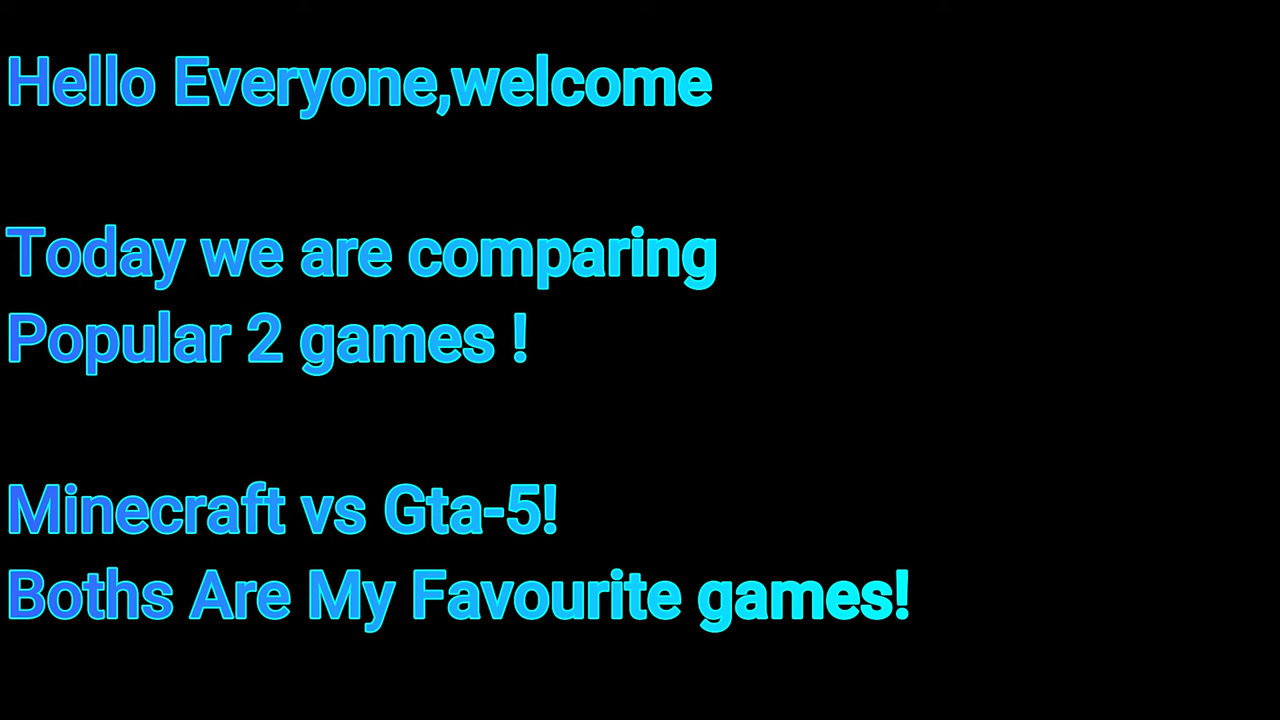 Hello Everyone,welcome
Today we are comparing
Popular 2 games !
Minecraft vs Gta-5!
Boths Are My Favourite games!